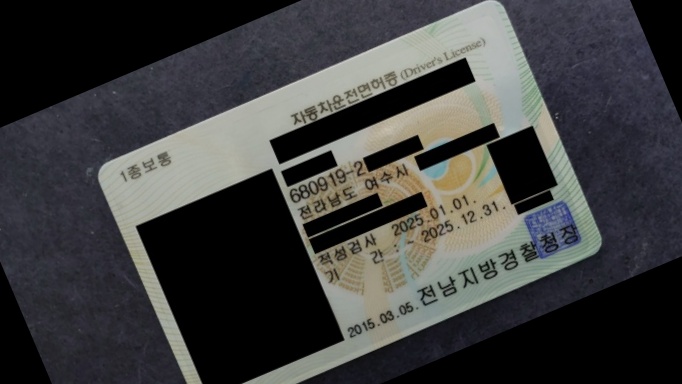 자동차운전면허증 (Driver's License)
1종보통
680919-2
전라남도 여수시
적성검사 2025.01.01.
기 간 ~ 2025.12.31.
2015.03.05. 전남지방경찰청장